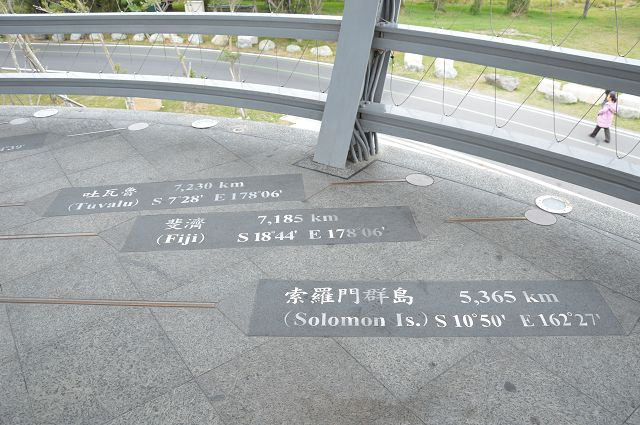 吐瓦魯 7,230 km
(Tuvalu) S 7°28' E 178°06'
斐濟 7,185 km
(Fiji) S 18°44' E 178°06'
索羅門群島 5,365 km
(Solomon Is.) S 10°50' E 162°27'